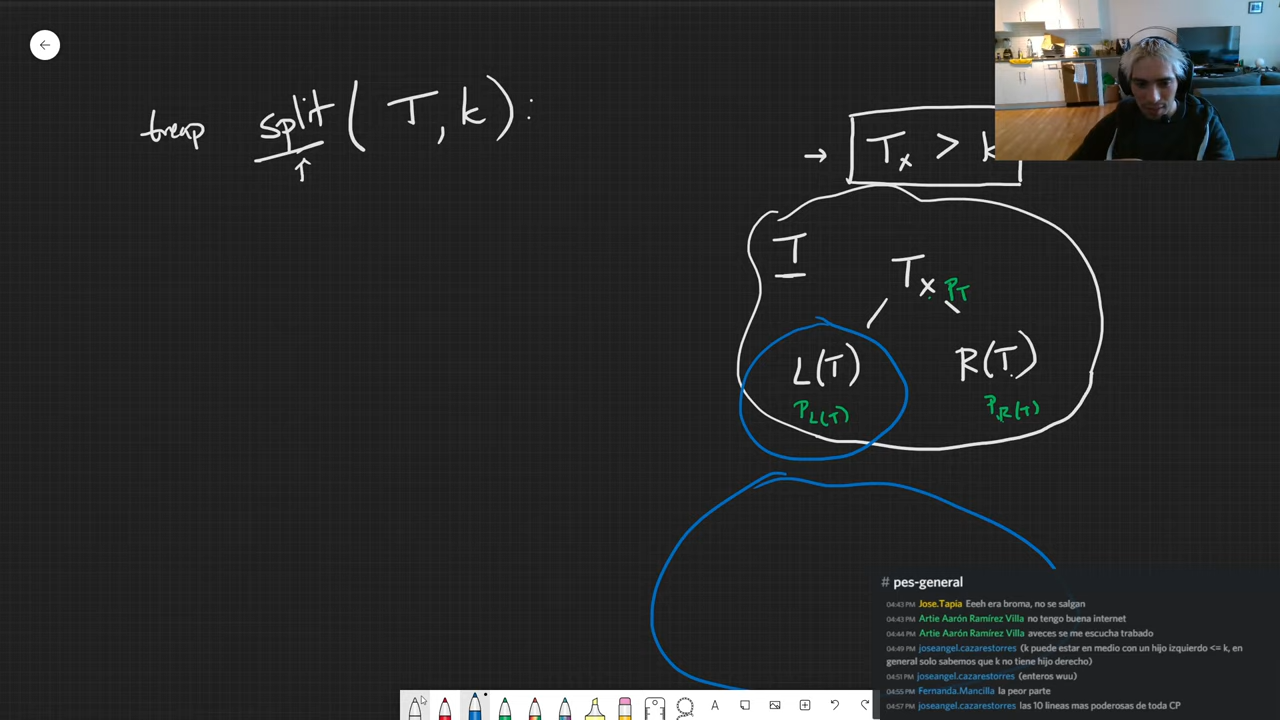 treap split(T, k):
→ T_x > k
T
T_x P_T
L(T) R(T)
P_L(T) P_R(T)
# pes-general
04:43 PM Jose.Tapia Eeeh era broma, no se salgan
04:43 PM Artie Aarón Ramírez Villa no tengo buena internet
04:44 PM Artie Aarón Ramírez Villa aveces se me escucha trabado
04:49 PM joseangel.cazarestorres (k puede estar en medio con un hijo izquierdo <= k, en
general solo sabemos que k no tiene hijo derecho)
04:51 PM joseangel.cazarestorres (enteros wuu)
04:55 PM Fernanda.Mancilla la peor parte
04:57 PM joseangel.cazarestorres las 10 lineas mas poderosas de toda CP
A